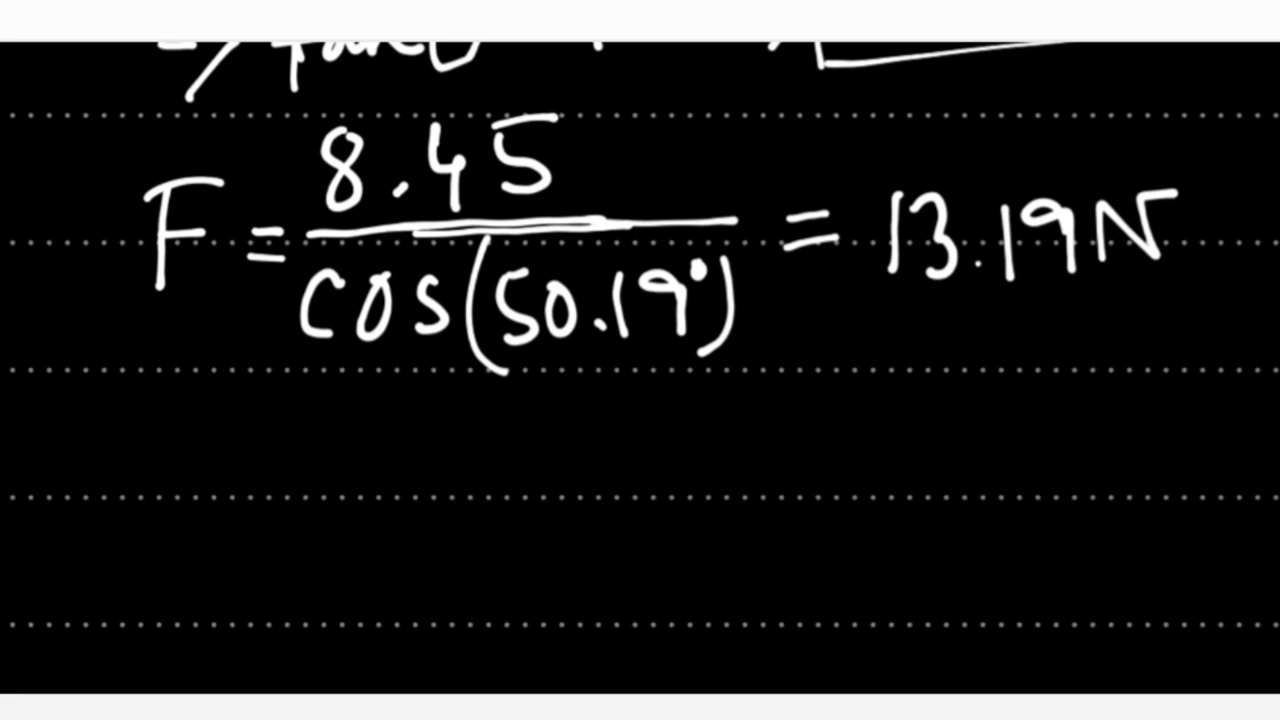 F = 8.45 / cos(50.19°) = 13.19N